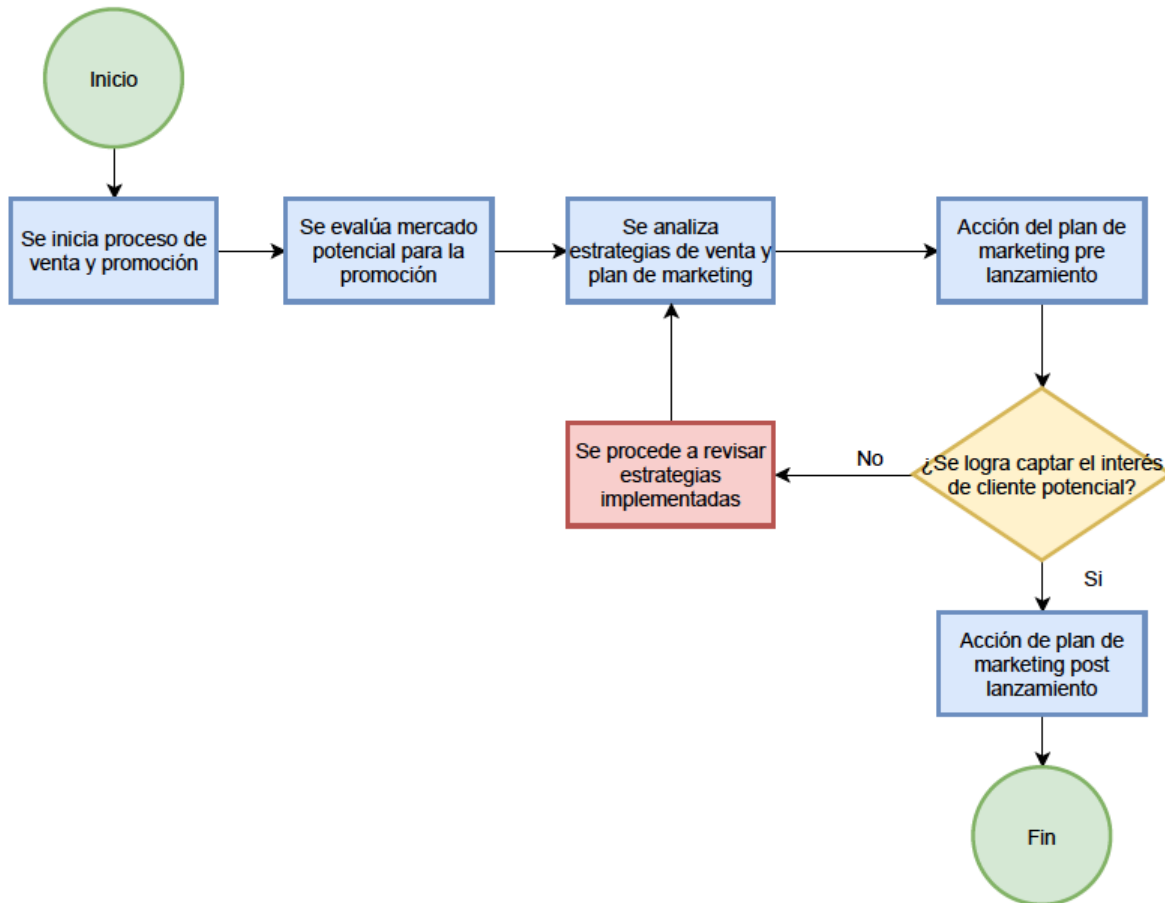 Inicio
Se inicia proceso de
venta y promoción
Se evalúa mercado
potencial para la
promoción
Se analiza
estrategias de venta y
plan de marketing
Acción del plan de
marketing pre
lanzamiento
¿Se logra captar el interés
de cliente potencial?
No
Se procede a revisar
estrategias
implementadas
Si
Acción de plan de
marketing post
lanzamiento
Fin